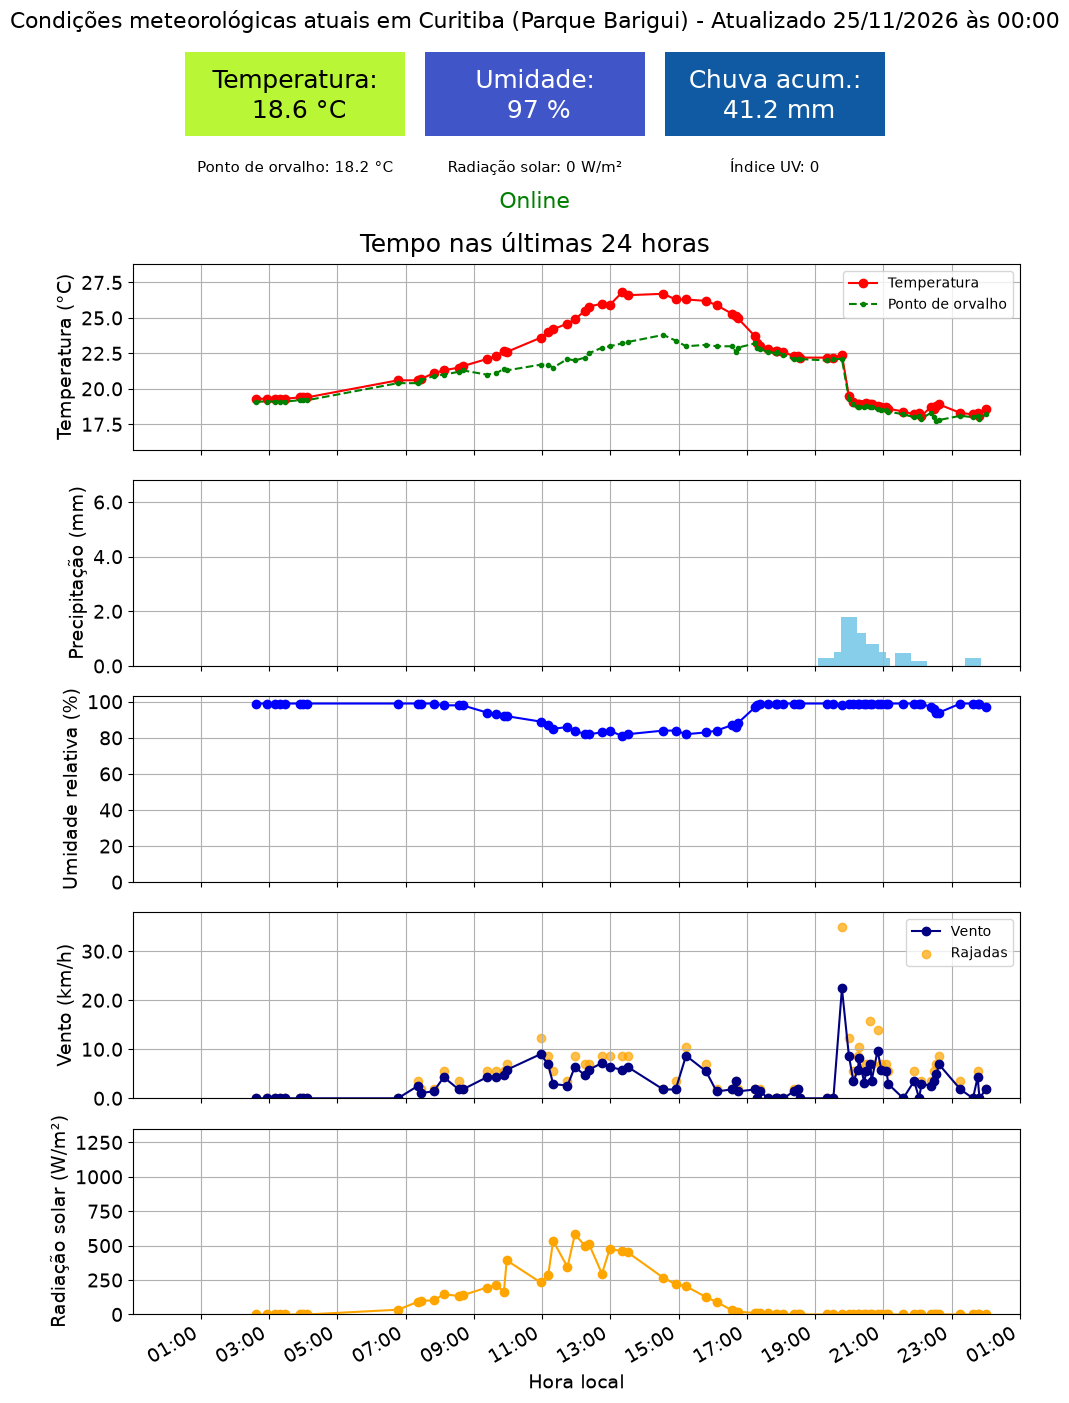 Condições meteorológicas atuais em Curitiba (Parque Barigui) - Atualizado 25/11/2026 às 00:00
Temperatura:
18.6 °C
Umidade:
97 %
Chuva acum.:
41.2 mm
Ponto de orvalho: 18.2 °C
Radiação solar: 0 W/m²
Índice UV: 0
Online
Tempo nas últimas 24 horas
Temperatura (°C)
27.5
25.0
22.5
20.0
17.5
Temperatura
Ponto de orvalho
Precipitação (mm)
6.0
4.0
2.0
0.0
Umidade relativa (%)
100
80
60
40
20
0
Vento (km/h)
30.0
20.0
10.0
0.0
Vento
Rajadas
Radiação solar (W/m²)
1250
1000
750
500
250
0
01:00 03:00 05:00 07:00 09:00 11:00 13:00 15:00 17:00 19:00 21:00 23:00 01:00
Hora local